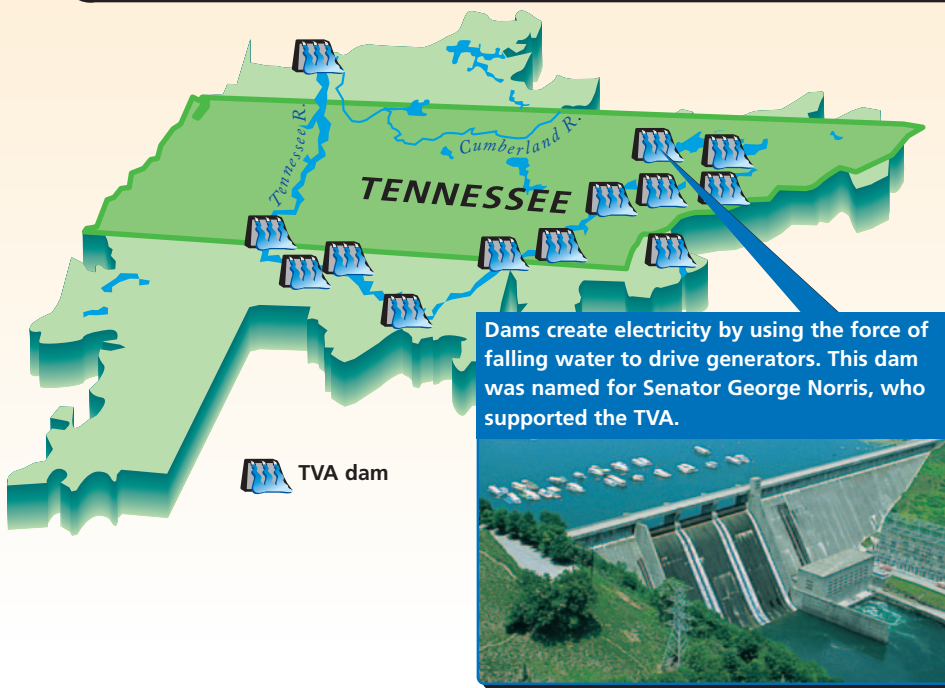 Tennessee R.
Cumberland R.
TENNESSEE
Dams create electricity by using the force of
falling water to drive generators. This dam
was named for Senator George Norris, who
supported the TVA.
TVA dam